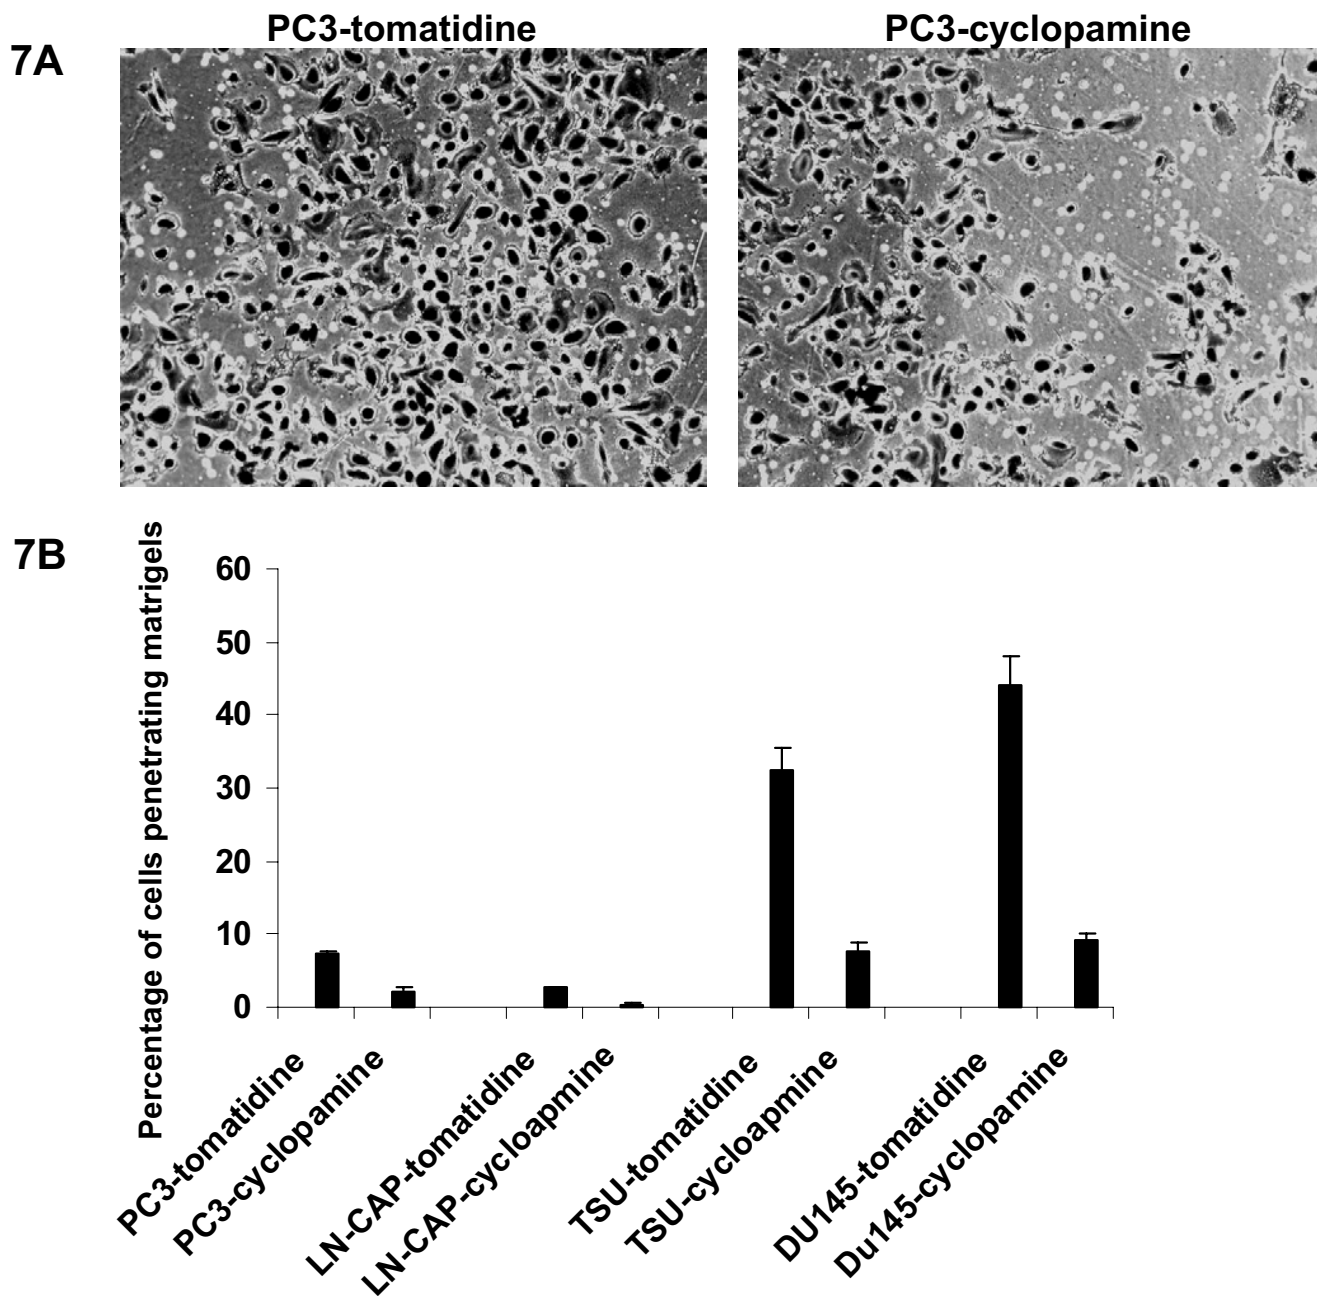 7A
PC3-tomatidine
PC3-cyclopamine
7B
Percentage of cells penetrating matrigels
60
50
40
30
20
10
0
PC3-tomatidine
PC3-cyclopamine
LN-CAP-tomatidine
LN-CAP-cycloapmine
TSU-tomatidine
TSU-cycloapmine
DU145-tomatidine
Du145-cyclopamine